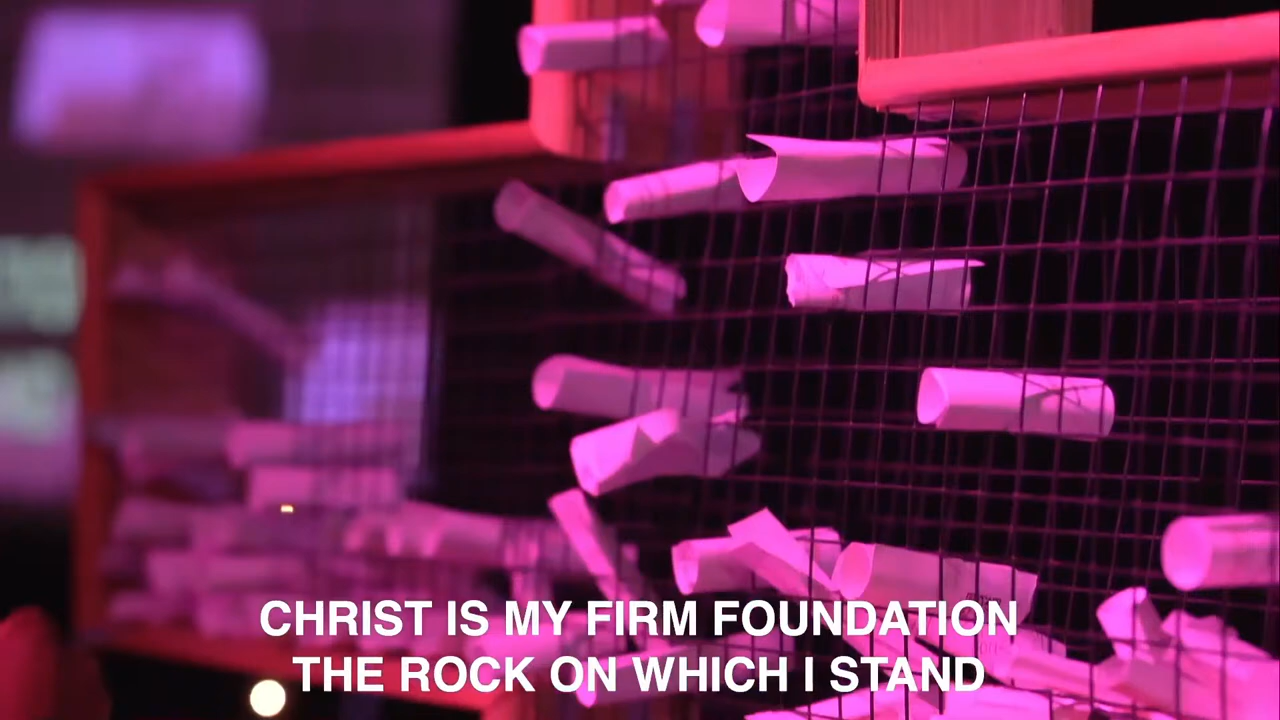 CHRIST IS MY FIRM FOUNDATION
THE ROCK ON WHICH I STAND